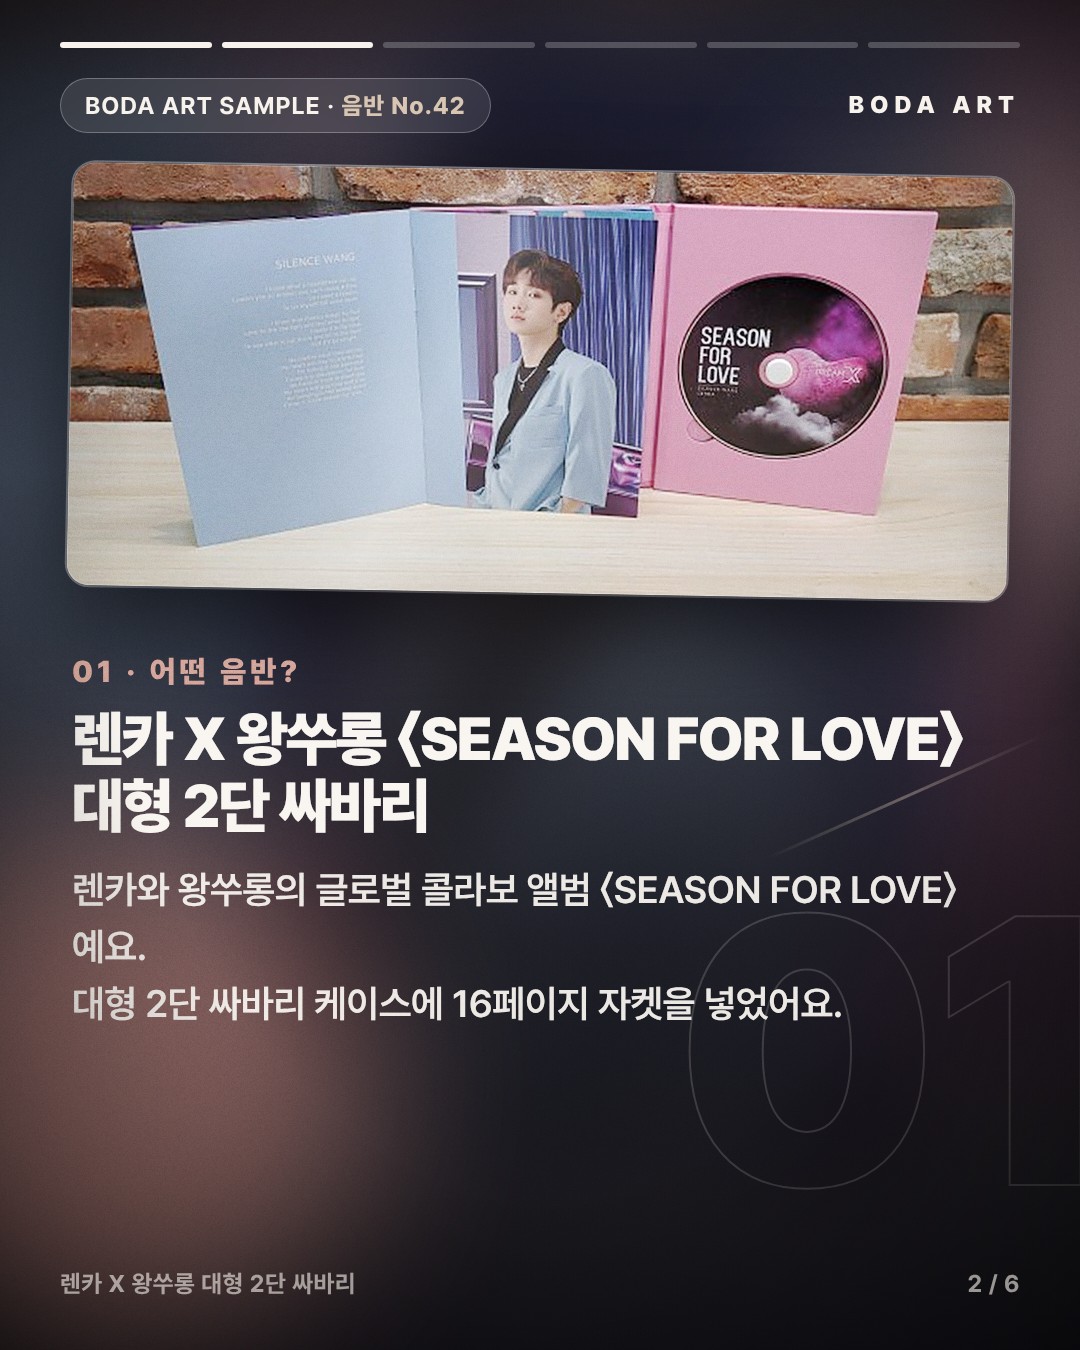 BODA ART SAMPLE · 음반 No.42
BODA ART
SILENCE WANG
SEASON
FOR
LOVE
01 · 어떤 음반?
렌카 X 왕쑤롱 〈SEASON FOR LOVE〉
대형 2단 싸바리
렌카와 왕쑤롱의 글로벌 콜라보 앨범 〈SEASON FOR LOVE〉
예요.
대형 2단 싸바리 케이스에 16페이지 자켓을 넣었어요.
01
렌카 X 왕쑤롱 대형 2단 싸바리
2 / 6